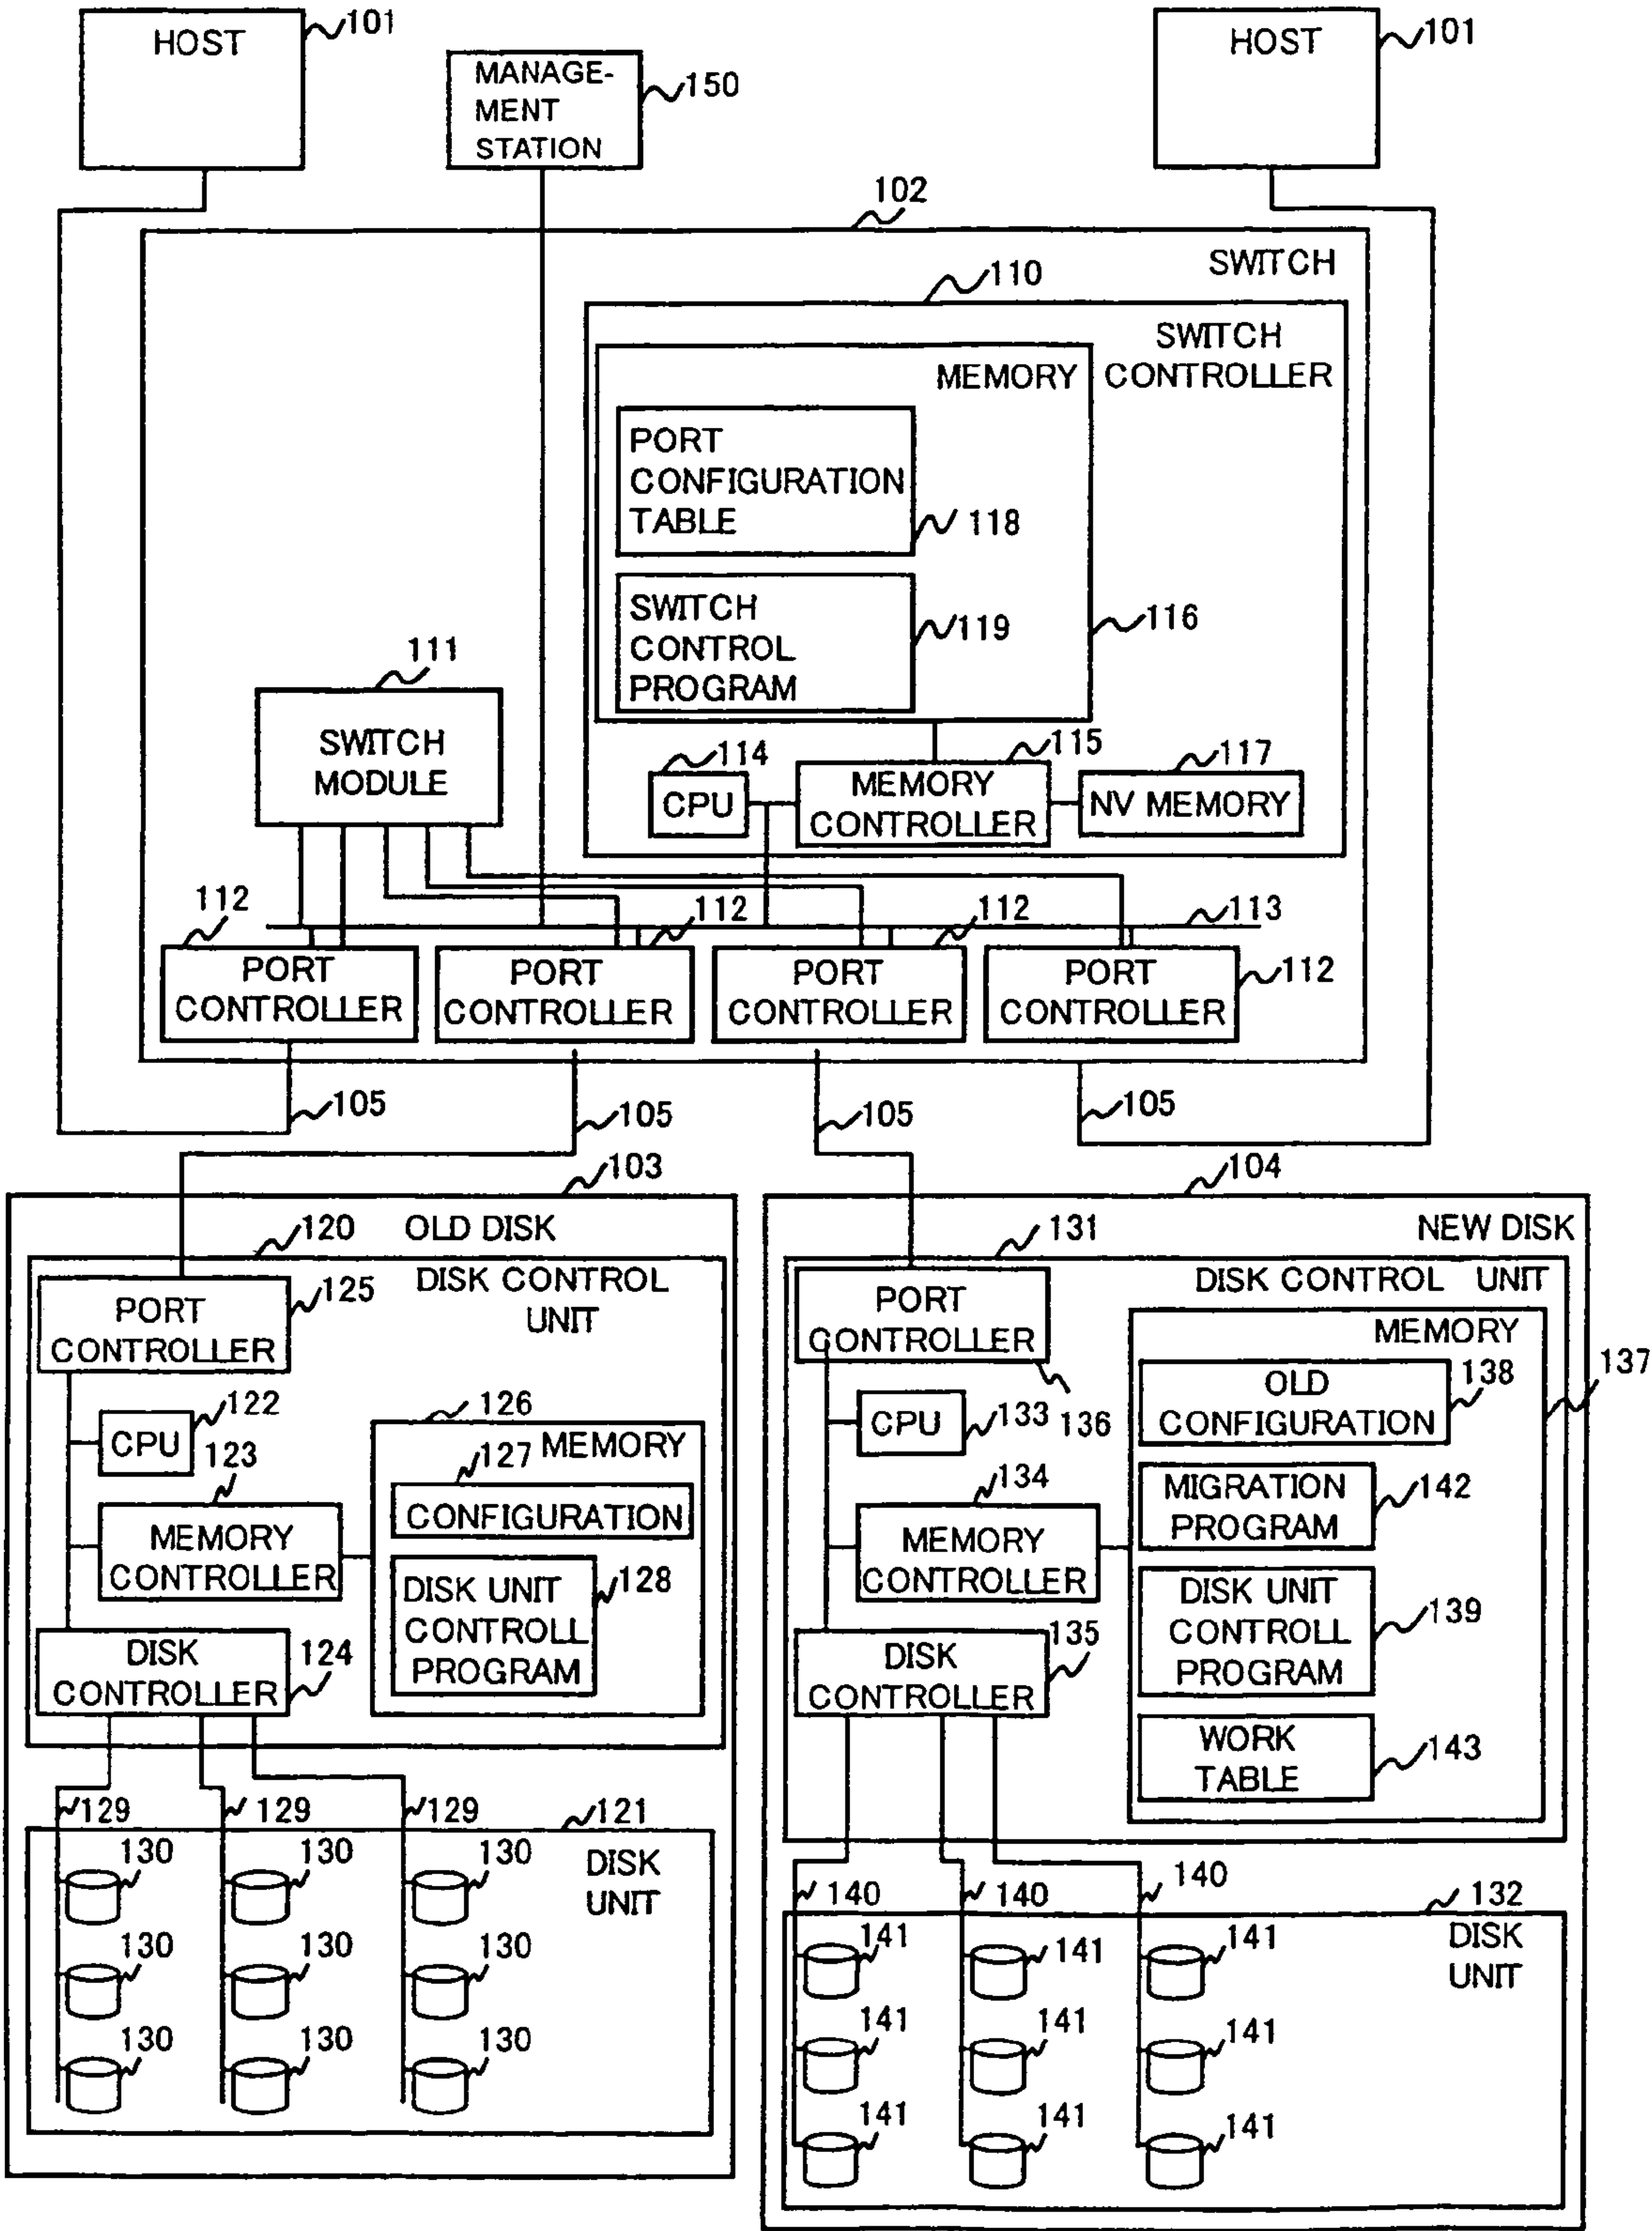 HOST
101
MANAGE-
MENT
STATION
150
HOST
101
102
SWITCH
110
SWITCH
CONTROLLER
MEMORY
PORT
CONFIGURATION
TABLE
118
SWITCH
CONTROL
PROGRAM
119
116
111
SWITCH
MODULE
114
CPU
115
MEMORY
CONTROLLER
117
NV MEMORY
112
112
112
113
PORT
CONTROLLER
PORT
CONTROLLER
PORT
CONTROLLER
PORT
CONTROLLER
112
105
105
105
105
103
OLD DISK
120
DISK CONTROL
UNIT
PORT
CONTROLLER
125
CPU
122
123
MEMORY
CONTROLLER
126
MEMORY
127
CONFIGURATION
DISK UNIT
CONTROLL
PROGRAM
128
DISK
CONTROLLER
124
129
129
129
121
DISK
UNIT
130
130
130
130
130
130
130
130
130
104
NEW DISK
131
DISK CONTROL UNIT
PORT
CONTROLLER
136
CPU
133
134
MEMORY
CONTROLLER
MEMORY
137
OLD
CONFIGURATION
138
MIGRATION
PROGRAM
142
DISK UNIT
CONTROLL
PROGRAM
139
WORK
TABLE
143
DISK
CONTROLLER
135
140
140
140
132
DISK
UNIT
141
141
141
141
141
141
141
141
141